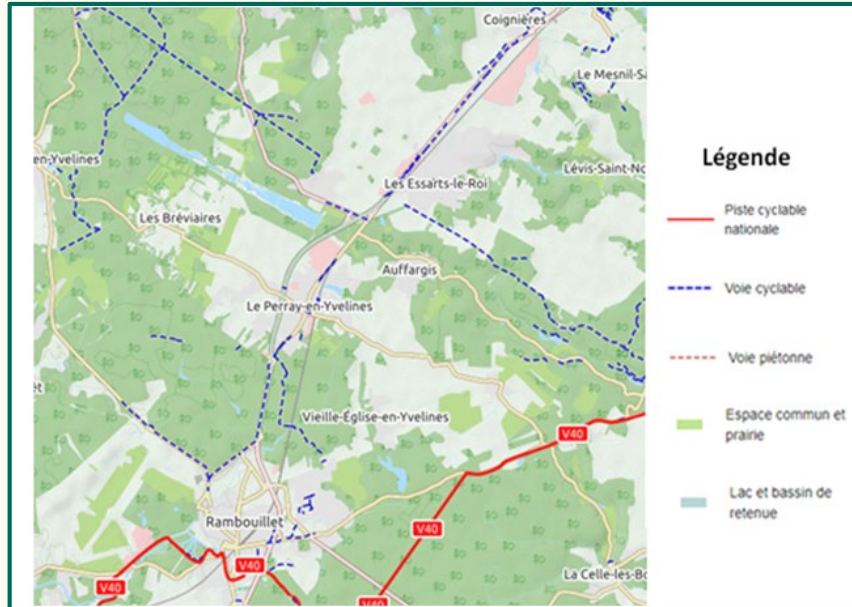 Coignières
Le Mesnil-Sa
en-Yvelines
Les Essarts-le-Roi
Lévis-Saint-No
Les Bréviaires
Auffargis
Le Perray-en-Yvelines
et
Vieille-Église-en-Yvelines
V40
Rambouillet
V40
V40
V40
V40
La Celle-les-Bo
Légende
Piste cyclable
nationale
Voie cyclable
Voie piétonne
Espace commun et
prairie
Lac et bassin de
retenue